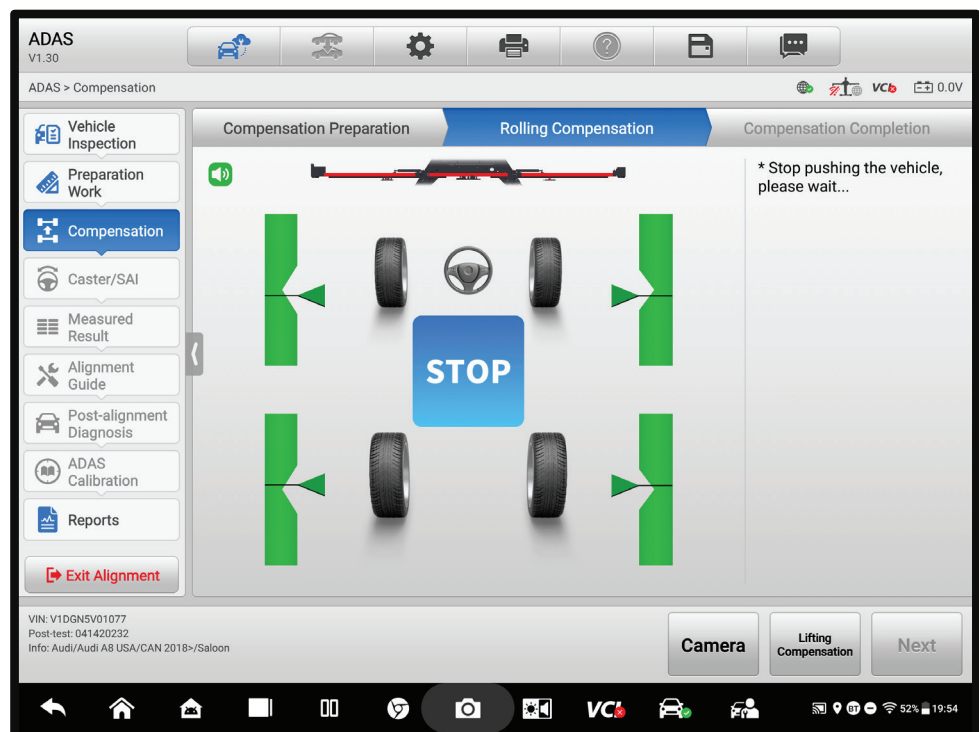 ADAS
V1.30
ADAS > Compensation
VCI
0.0V
Vehicle
Inspection
Preparation
Work
Compensation
Caster/SAI
Measured
Result
Alignment
Guide
Post-alignment
Diagnosis
ADAS
Calibration
Reports
Exit Alignment
Compensation Preparation
Rolling Compensation
Compensation Completion
* Stop pushing the vehicle,
please wait...
STOP
VIN: V1DGN5V01077
Post-test: 041420232
Info: Audi/Audi A8 USA/CAN 2018>/Saloon
Camera
Lifting
Compensation
Next
VCI
BT
52%
19:54